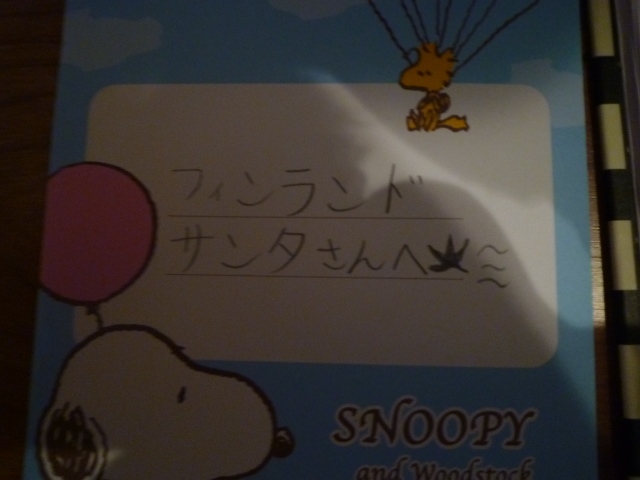 フィンランド
サンタさんへ
SNOOPY
and Woodstock